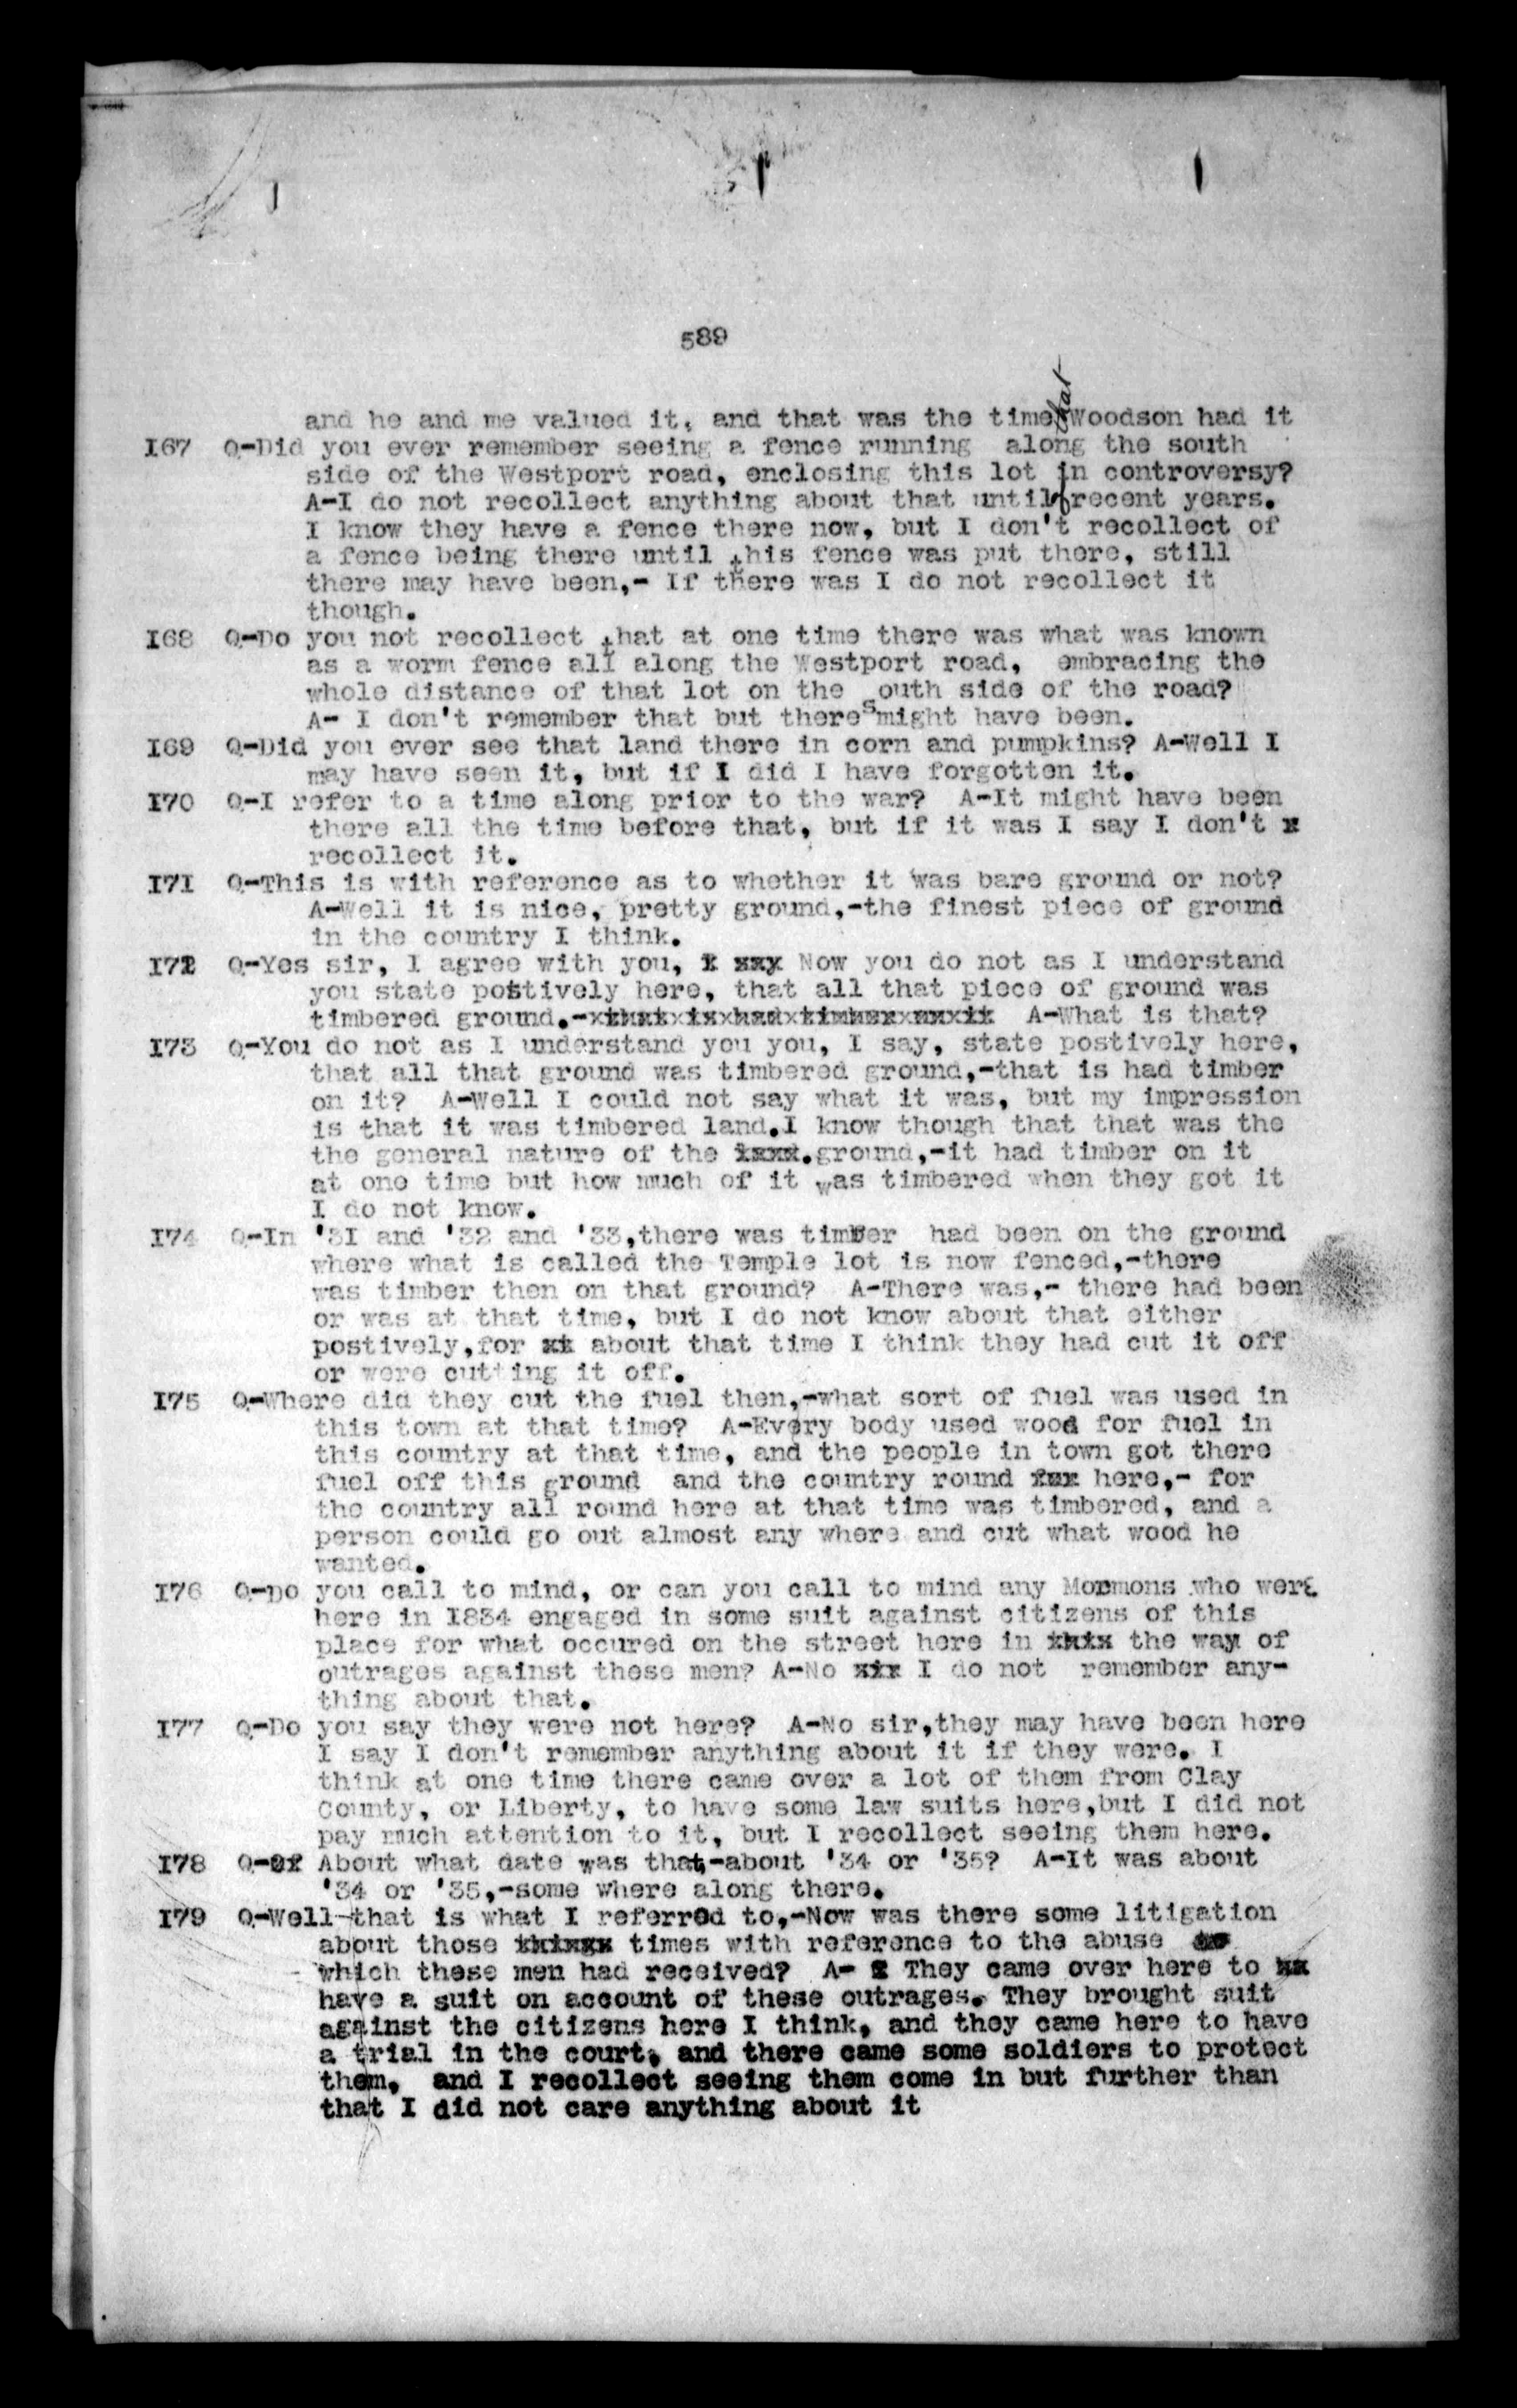 589
and he and me valued it, and that was the time that Woodson had it
167 Q-Did you ever remember seeing a fence running along the south
side of the Westport road, enclosing this lot in controversy?
A-I do not recollect anything about that until of recent years.
I know they have a fence there now, but I don't recollect of
a fence being there until this fence was put there, still
there may have been,- If there was I do not recollect it
though.
168 Q-Do you not recollect that at one time there was what was known
as a worm fence all along the Westport road, embracing the
whole distance of that lot on the south side of the road?
A- I don't remember that but there might have been.
169 Q-Did you ever see that land there in corn and pumpkins? A-Well I
may have seen it, but if I did I have forgotten it.
170 Q-I refer to a time along prior to the war? A-It might have been
there all the time before that, but if it was I say I don't x
recollect it.
171 Q-This is with reference as to whether it was bare ground or not?
A-Well it is nice, pretty ground,-the finest piece of ground
in the country I think.
172 Q-Yes sir, I agree with you, Now you do not as I understand
you state postively here, that all that piece of ground was
timbered ground.- A-What is that?
173 Q-You do not as I understand you you, I say, state postively here,
that all that ground was timbered ground,-that is had timber
on it? A-Well I could not say what it was, but my impression
is that it was timbered land.I know though that that was the
the general nature of the ground,-it had timber on it
at one time but how much of it was timbered when they got it
I do not know.
174 Q-In '31 and '32 and '33,there was timber had been on the ground
where what is called the Temple lot is now fenced,-there
was timber then on that ground? A-There was,- there had been
or was at that time, but I do not know about that either
postively,for about that time I think they had cut it off
or were cutting it off.
175 Q-Where did they cut the fuel then,-what sort of fuel was used in
this town at that time? A-Every body used wood for fuel in
this country at that time, and the people in town got there
fuel off this ground and the country round here,- for
the country all round here at that time was timbered, and a
person could go out almost any where and cut what wood he
wanted.
176 Q-Do you call to mind, or can you call to mind any Mormons who were
here in 1834 engaged in some suit against citizens of this
place for what occured on the street here in the way of
outrages against these men? A-No I do not remember any-
thing about that.
177 Q-Do you say they were not here? A-No sir,they may have been here
I say I don't remember anything about it if they were. I
think at one time there came over a lot of them from Clay
County, or Liberty, to have some law suits here,but I did not
pay much attention to it, but I recollect seeing them here.
178 Q- About what date was that,-about '34 or '35? A-It was about
'34 or '35,-some where along there.
179 Q-Well-that is what I referred to,-Now was there some litigation
about those times with reference to the abuse
which these men had received? A- They came over here to
have a suit on account of these outrages. They brought suit
against the citizens here I think, and they came here to have
a trial in the court, and there came some soldiers to protect
them, and I recollect seeing them come in but further than
that I did not care anything about it